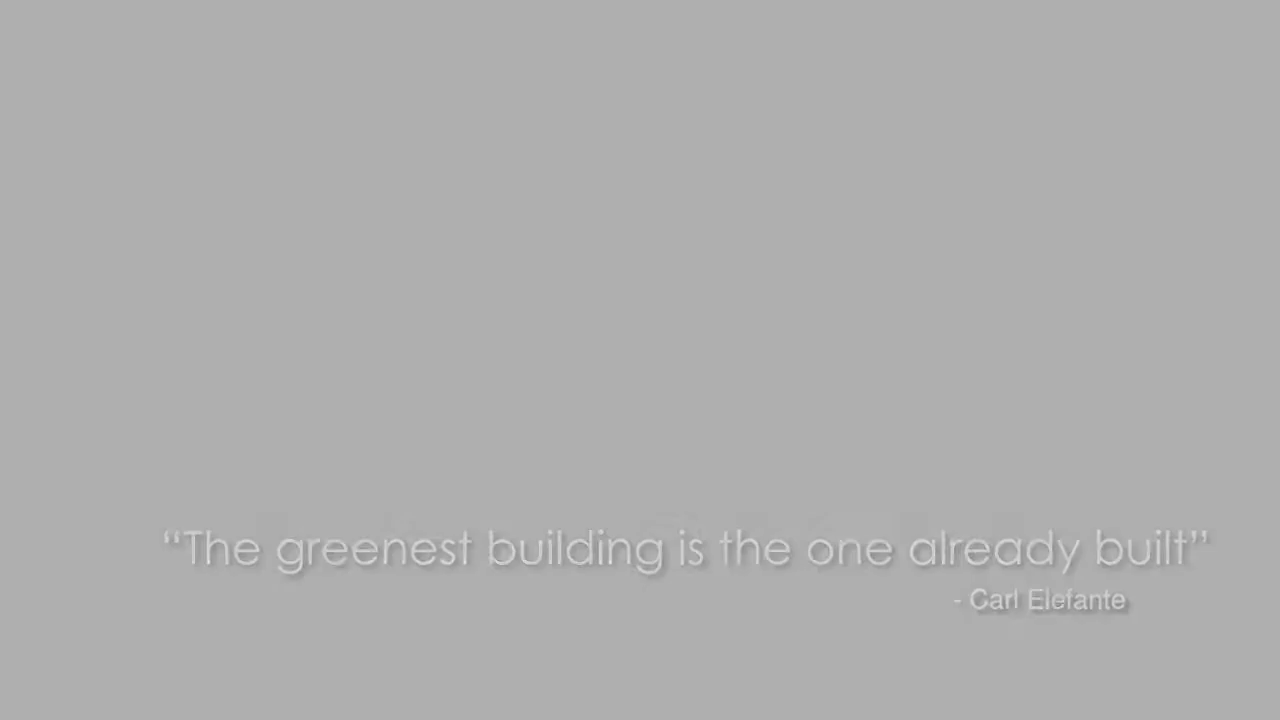 “The greenest building is the one already built”
- Carl Elefante